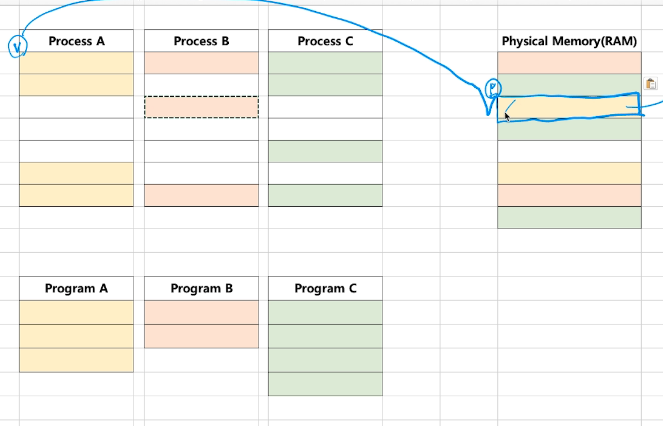 Process A Process B Process C Physical Memory(RAM)
V
P
Program A Program B Program C